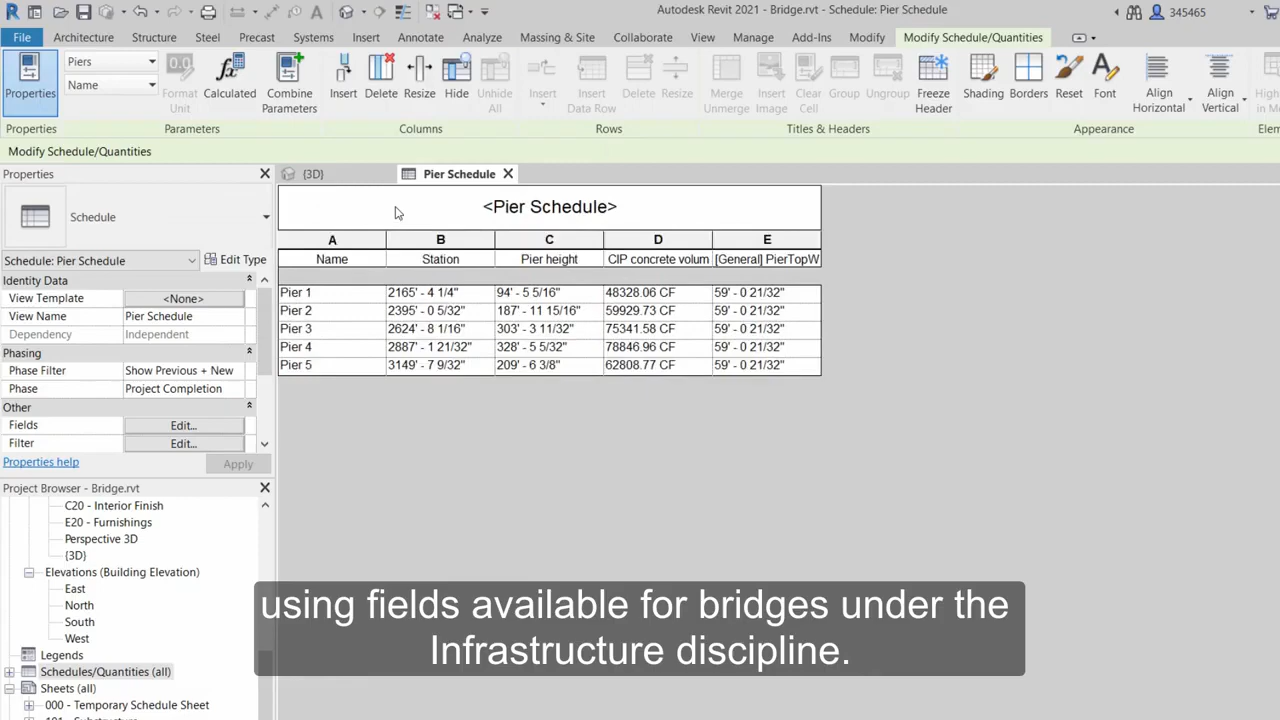 Autodesk Revit 2021 - Bridge.rvt - Schedule: Pier Schedule
345465
File Architecture Structure Steel Precast Systems Insert Annotate Analyze Massing & Site Collaborate View Manage Add-Ins Modify Modify Schedule/Quantities
Properties
Piers
Name
Format Unit
Calculated
Combine Parameters
Insert
Delete
Resize
Hide
Unhide All
Insert
Insert Data Row
Delete
Resize
Merge Unmerge
Insert Image
Clear Cell
Group
Ungroup
Freeze Header
Shading
Borders
Reset
Font
Align Horizontal
Align Vertical
Properties Parameters Columns Rows Titles & Headers Appearance
Modify Schedule/Quantities
Properties
{3D}
Pier Schedule
Schedule
Schedule: Pier Schedule
Edit Type
Identity Data
View Template <None>
View Name Pier Schedule
Dependency Independent
Phasing
Phase Filter Show Previous + New
Phase Project Completion
Other
Fields Edit...
Filter Edit...
Properties help
Apply
<Pier Schedule>
A B C D E
Name Station Pier height CIP concrete volum [General] PierTopW
Pier 1 2165' - 4 1/4" 94' - 5 5/16" 48328.06 CF 59' - 0 21/32"
Pier 2 2395' - 0 5/32" 187' - 11 15/16" 59929.73 CF 59' - 0 21/32"
Pier 3 2624' - 8 1/16" 303' - 3 11/32" 75341.58 CF 59' - 0 21/32"
Pier 4 2887' - 1 21/32" 328' - 5 5/32" 78846.96 CF 59' - 0 21/32"
Pier 5 3149' - 7 9/32" 209' - 6 3/8" 62808.77 CF 59' - 0 21/32"
Project Browser - Bridge.rvt
C20 - Interior Finish
E20 - Furnishings
Perspective 3D
{3D}
Elevations (Building Elevation)
East
North
South
West
Legends
Schedules/Quantities (all)
Sheets (all)
000 - Temporary Schedule Sheet
using fields available for bridges under the
Infrastructure discipline.